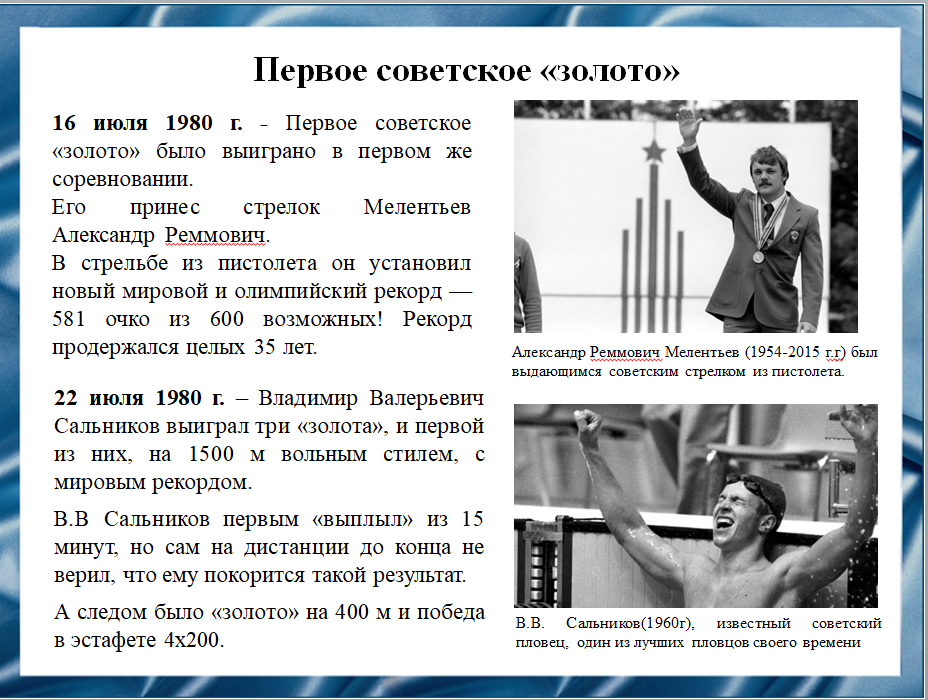 Первое советское «золото»
16 июля 1980 г. - Первое советское
«золото» было выиграно в первом же
соревновании.
Его принес стрелок Мелентьев
Александр Реммович.
В стрельбе из пистолета он установил
новый мировой и олимпийский рекорд —
581 очко из 600 возможных! Рекорд
продержался целых 35 лет.
22 июля 1980 г. – Владимир Валерьевич
Сальников выиграл три «золота», и первой
из них, на 1500 м вольным стилем, с
мировым рекордом.
В.В Сальников первым «выплыл» из 15
минут, но сам на дистанции до конца не
верил, что ему покорится такой результат.
А следом было «золото» на 400 м и победа
в эстафете 4х200.
Александр Реммович Мелентьев (1954-2015 г.г) был
выдающимся советским стрелком из пистолета.
В.В. Сальников(1960г), известный советский
пловец, один из лучших пловцов своего времени